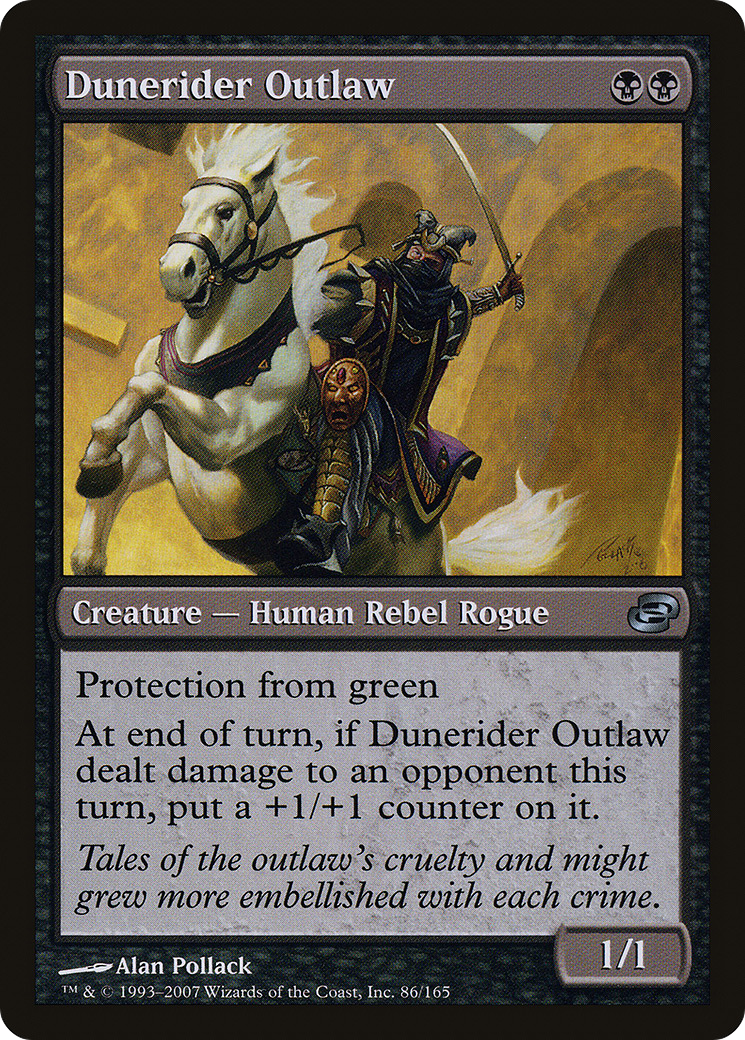 Dunerider Outlaw
Creature — Human Rebel Rogue
Protection from green
At end of turn, if Dunerider Outlaw
dealt damage to an opponent this
turn, put a +1/+1 counter on it.
Tales of the outlaw's cruelty and might
grew more embellished with each crime.
1/1
Alan Pollack
™ & © 1993–2007 Wizards of the Coast, Inc. 86/165